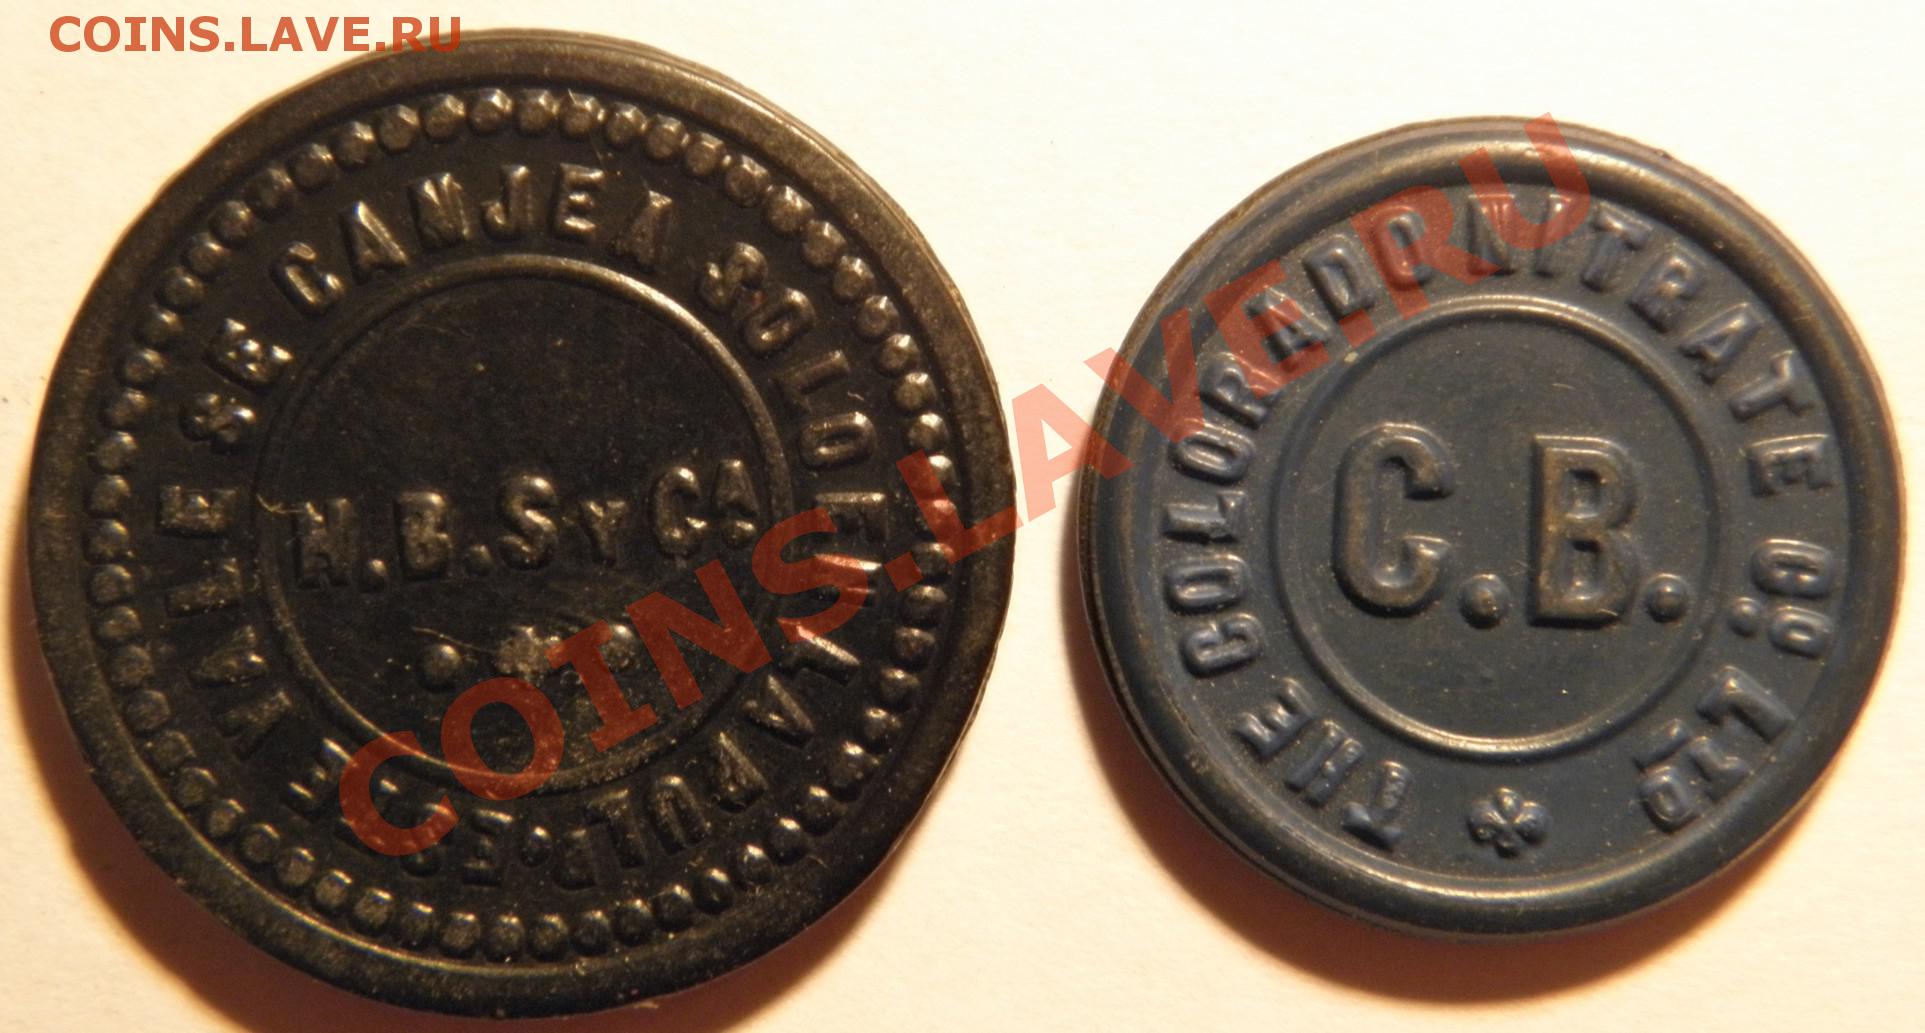 COINS.LAVE.RU
SE CANJEA SOLO EN LA PULP. ESTE VALE
H.B.S Y CA
THE COLORADO NITRATE CO. LTD
C.B.
COINS.LAVE.RU